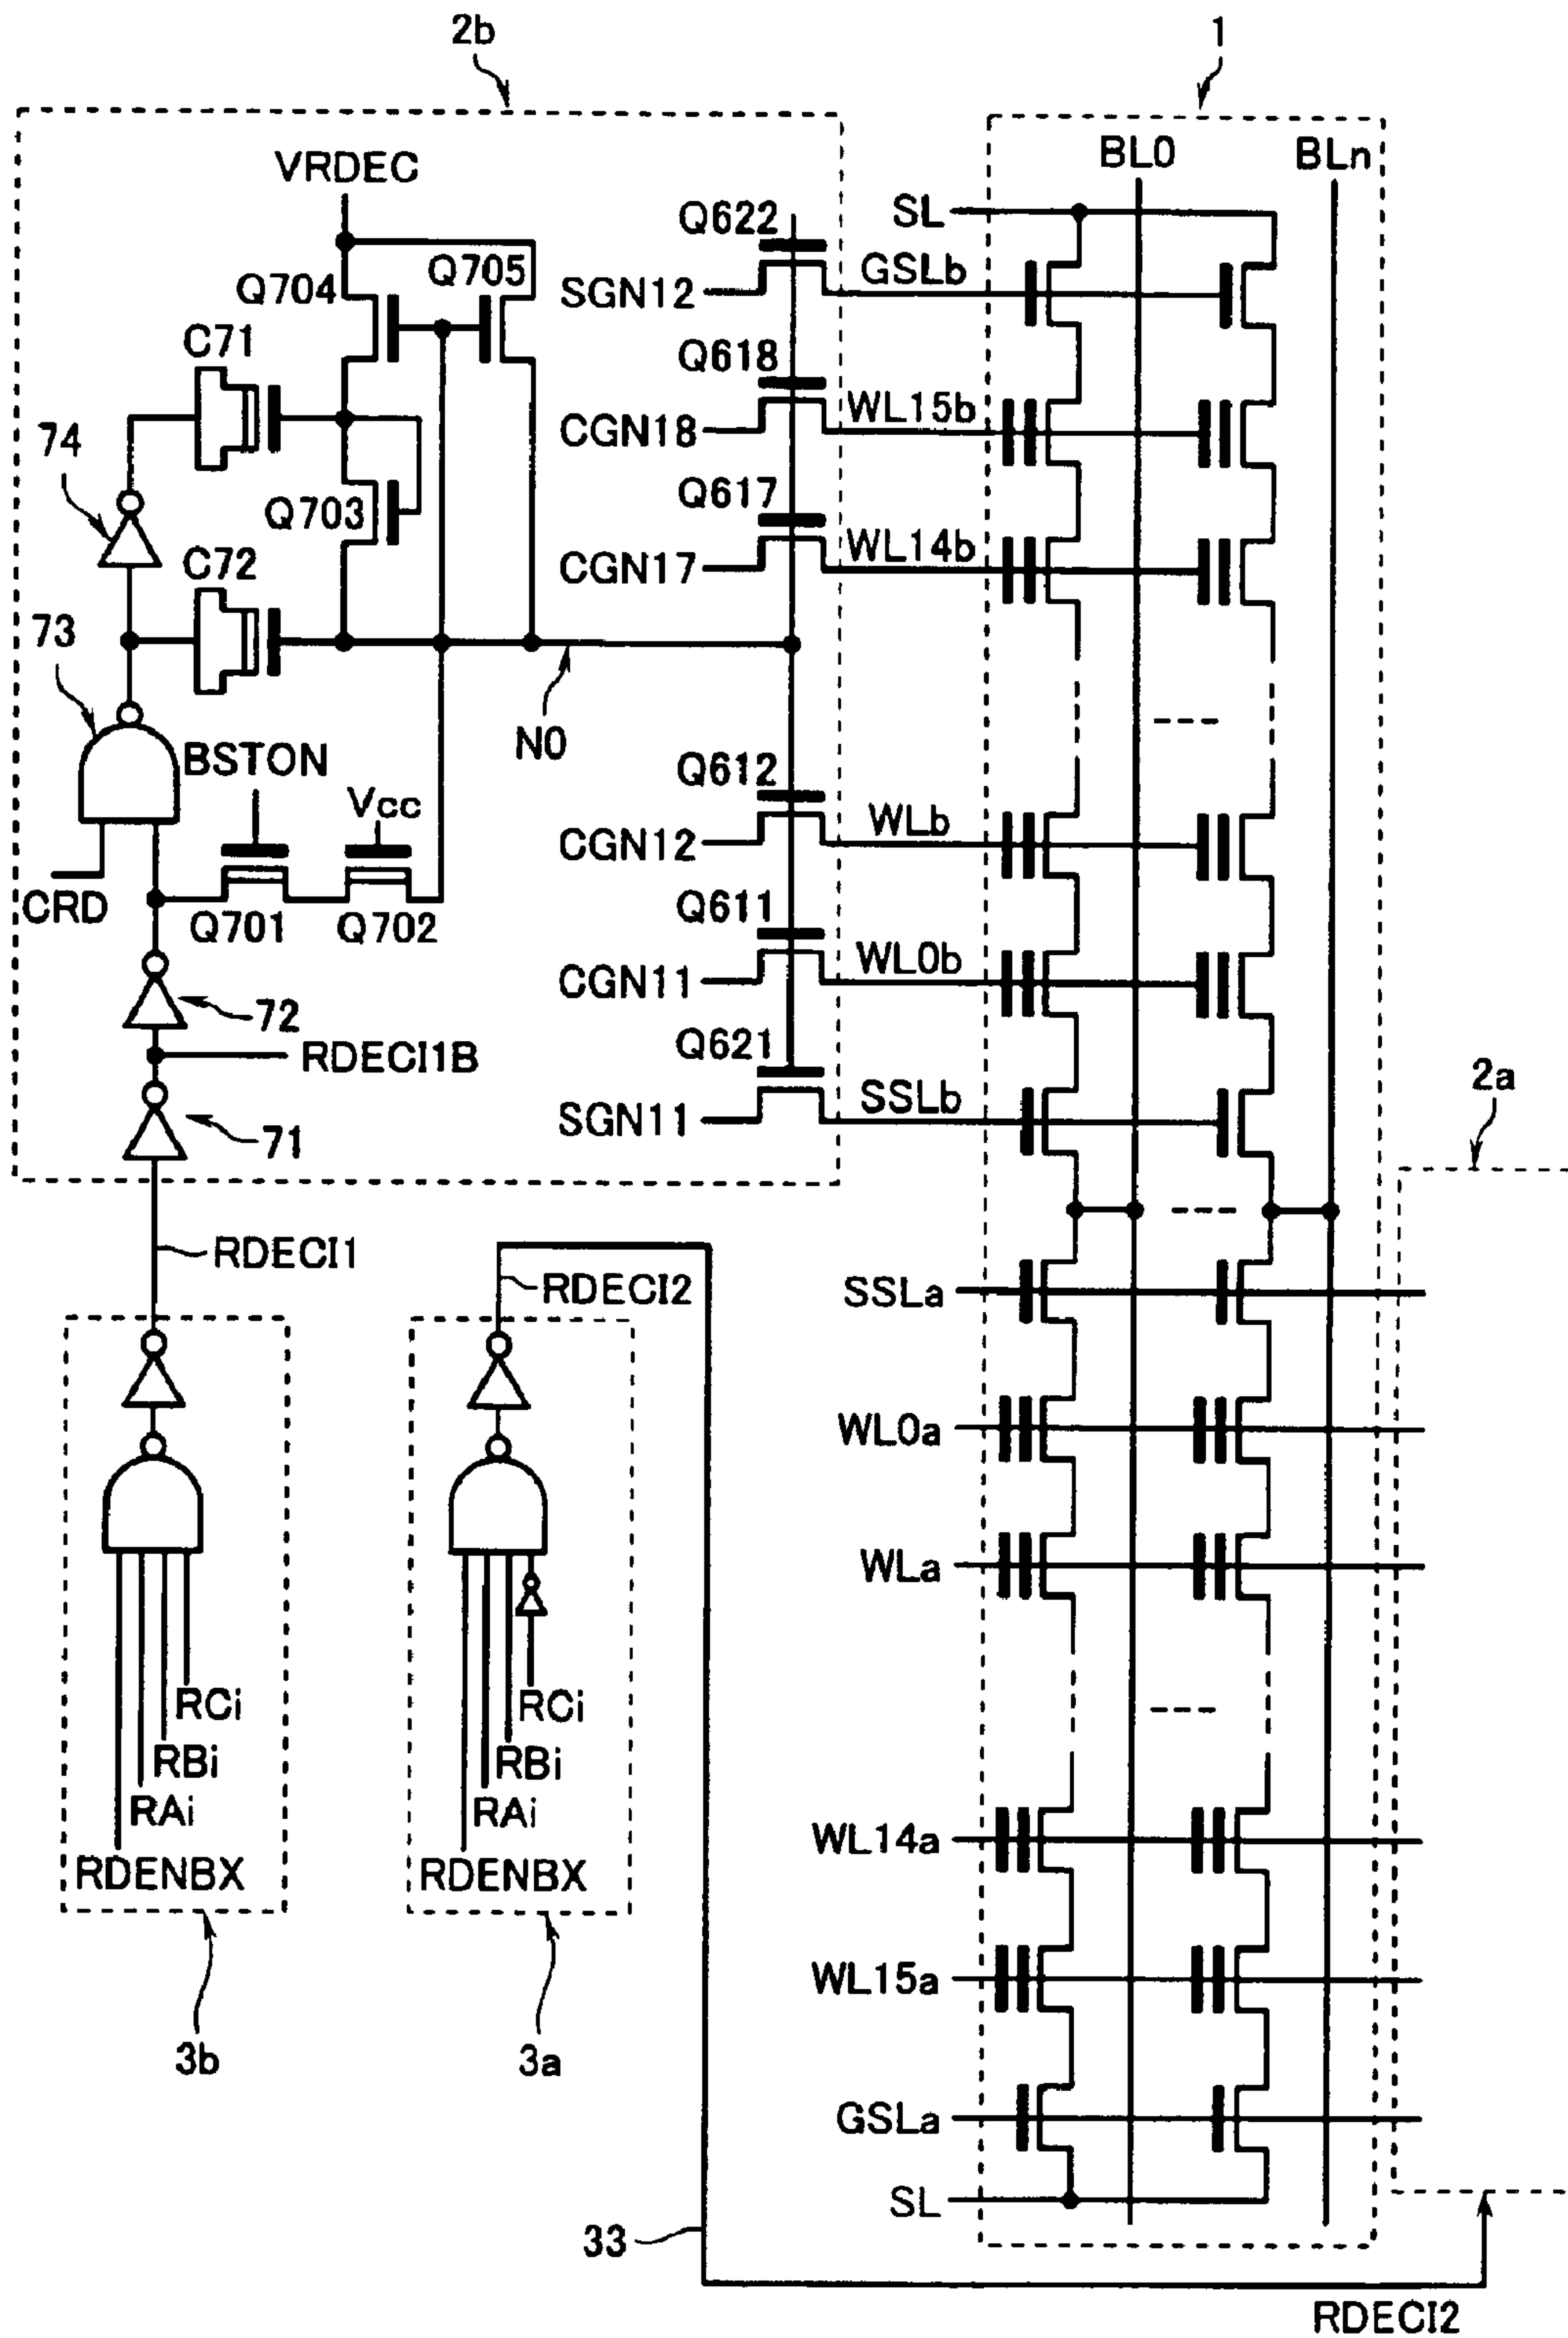 2b
1
VRDEC
BL0
BLn
Q622
SL
Q704
Q705
SGN12
GSLb
C71
Q618
CGN18
WL15b
74
Q703
Q617
C72
CGN17
WL14b
73
N0
BSTON
Q612
Vcc
CGN12
WLb
CRD
Q701
Q702
Q611
CGN11
WL0b
72
RDECI1B
Q621
2a
71
SGN11
SSLb
RDECI1
RDECI2
SSLa
WL0a
WLa
RCi
RCi
RBi
RBi
RAi
RAi
WL14a
RDENBX
RDENBX
WL15a
3b
3a
GSLa
SL
33
RDECI2